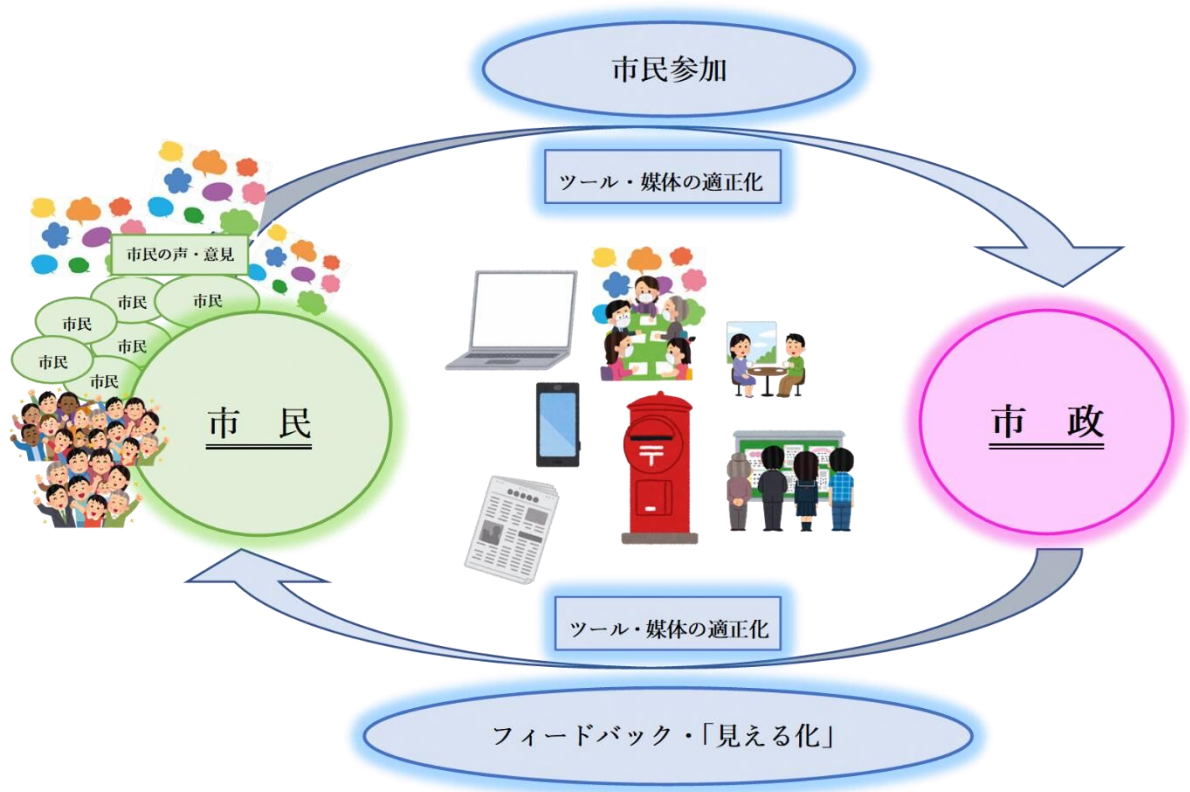 市民参加
ツール・媒体の適正化
市民の声・意見
市民
市民
市民
市民
市民
市民
市　民
市　政
〒
ツール・媒体の適正化
フィードバック・「見える化」